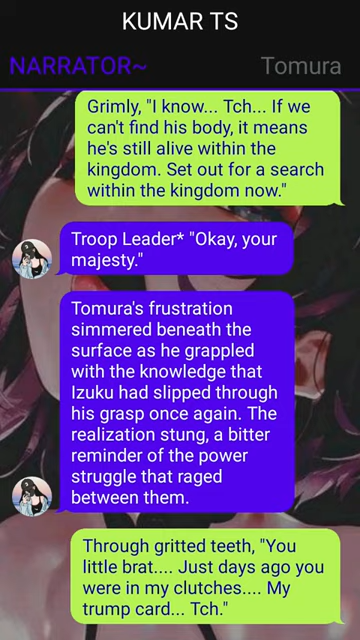 KUMAR TS
NARRATOR~
Tomura
Grimly, "I know... Tch... If we
can't find his body, it means
he's still alive within the
kingdom. Set out for a search
within the kingdom now."
Troop Leader* "Okay, your
majesty."
Tomura's frustration
simmered beneath the
surface as he grappled
with the knowledge that
Izuku had slipped through
his grasp once again. The
realization stung, a bitter
reminder of the power
struggle that raged
between them.
Through gritted teeth, "You
little brat.... Just days ago you
were in my clutches.... My
trump card... Tch."